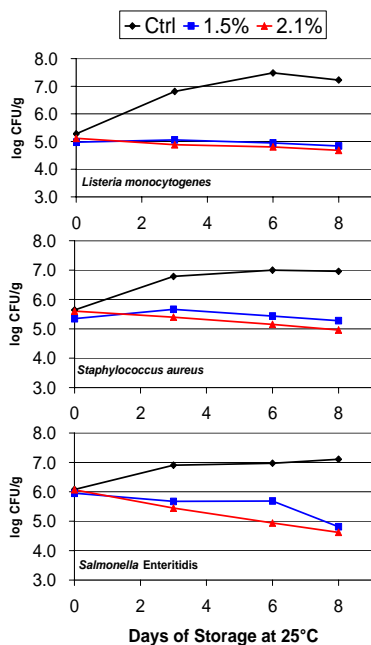 Ctrl 1.5% 2.1%
8.0
7.0
6.0
5.0
4.0
3.0
log CFU/g
Listeria monocytogenes
0 2 4 6 8
8.0
7.0
6.0
5.0
4.0
3.0
log CFU/g
Staphylococcus aureus
0 2 4 6 8
8.0
7.0
6.0
5.0
4.0
3.0
log CFU/g
Salmonella Enteritidis
0 2 4 6 8
Days of Storage at 25°C